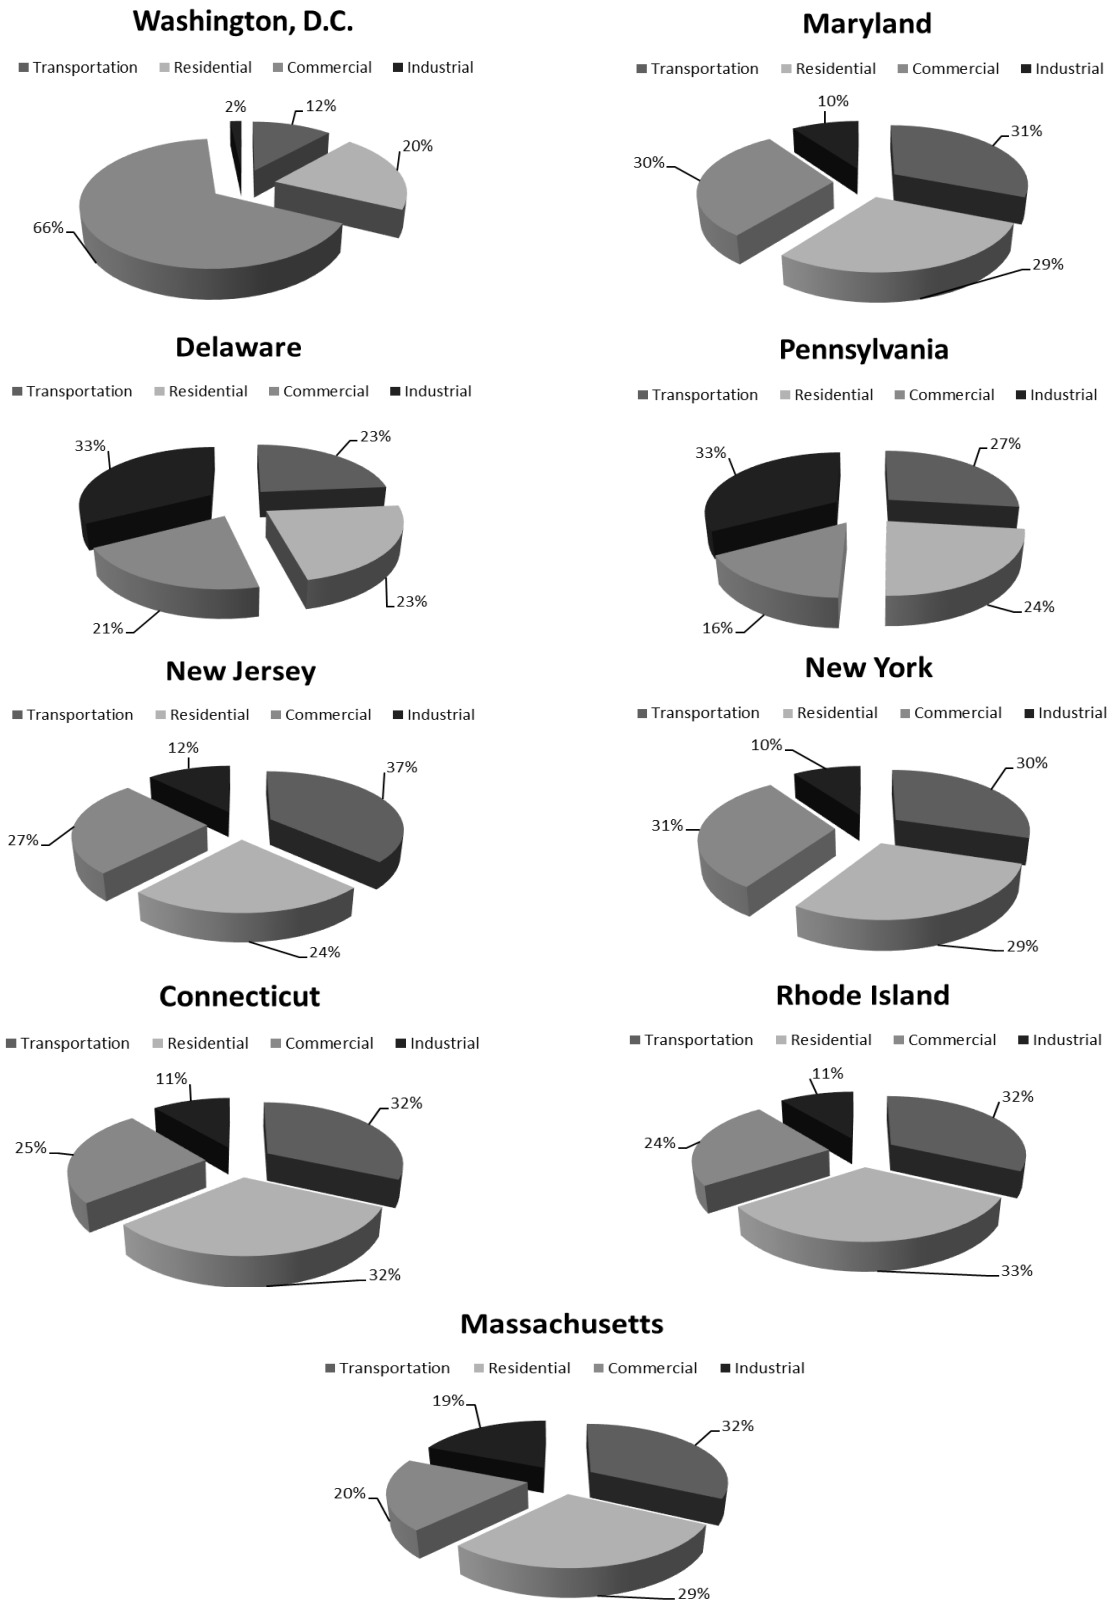 Washington, D.C.
Transportation Residential Commercial Industrial
2%
12%
20%
66%
Maryland
Transportation Residential Commercial Industrial
10%
31%
30%
29%
Delaware
Transportation Residential Commercial Industrial
33%
23%
23%
21%
Pennsylvania
Transportation Residential Commercial Industrial
33%
27%
24%
16%
New Jersey
Transportation Residential Commercial Industrial
12%
37%
27%
24%
New York
Transportation Residential Commercial Industrial
10%
30%
31%
29%
Connecticut
Transportation Residential Commercial Industrial
11%
32%
25%
32%
Rhode Island
Transportation Residential Commercial Industrial
11%
32%
24%
33%
Massachusetts
Transportation Residential Commercial Industrial
19%
32%
20%
29%